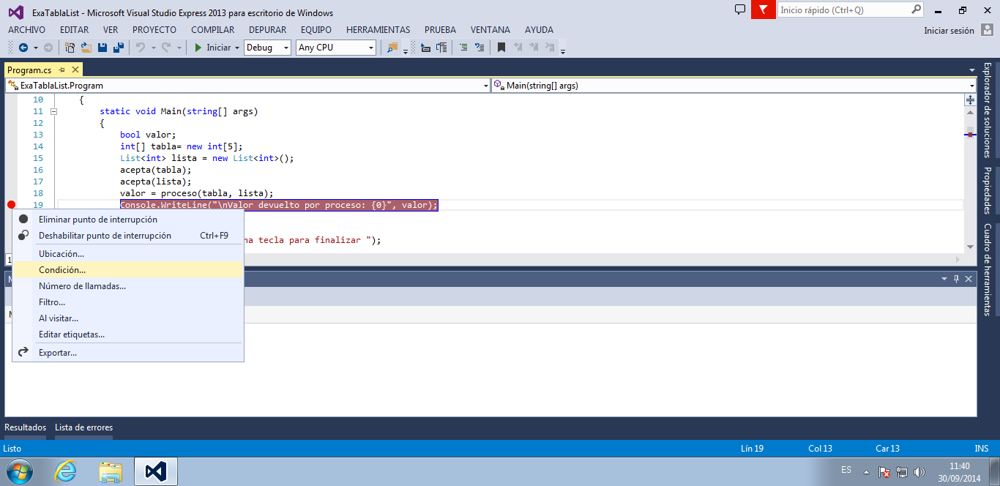 ExaTablaList - Microsoft Visual Studio Express 2013 para escritorio de Windows
Inicio rápido (Ctrl+Q)
ARCHIVO EDITAR VER PROYECTO COMPILAR DEPURAR EQUIPO HERRAMIENTAS PRUEBA VENTANA AYUDA
Iniciar sesión
Iniciar Debug Any CPU
Program.cs
ExaTablaList.Program
Main(string[] args)
10 {
11 static void Main(string[] args)
12 {
13 bool valor;
14 int[] tabla= new int[5];
15 List<int> lista = new List<int>();
16 acepta(tabla);
17 acepta(lista);
18 valor = proceso(tabla, lista);
19 Console.WriteLine("\nValor devuelto por proceso: {0}", valor);
na tecla para finalizar ");
Eliminar punto de interrupción
Deshabilitar punto de interrupción Ctrl+F9
Ubicación...
Condición...
Número de llamadas...
Filtro...
Al visitar...
Editar etiquetas...
Exportar...
Explorador de soluciones
Propiedades
Cuadro de herramientas
Resultados Lista de errores
Listo Lín 19 Col 13 Car 13 INS
ES
11:40
30/09/2014